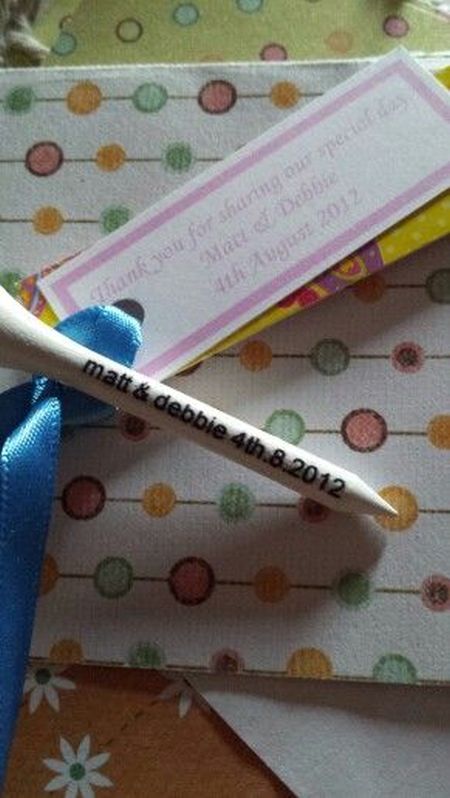 Thank you for sharing our special day
Matt & Debbie
4th August 2012
matt & debbie 4th.8.2012